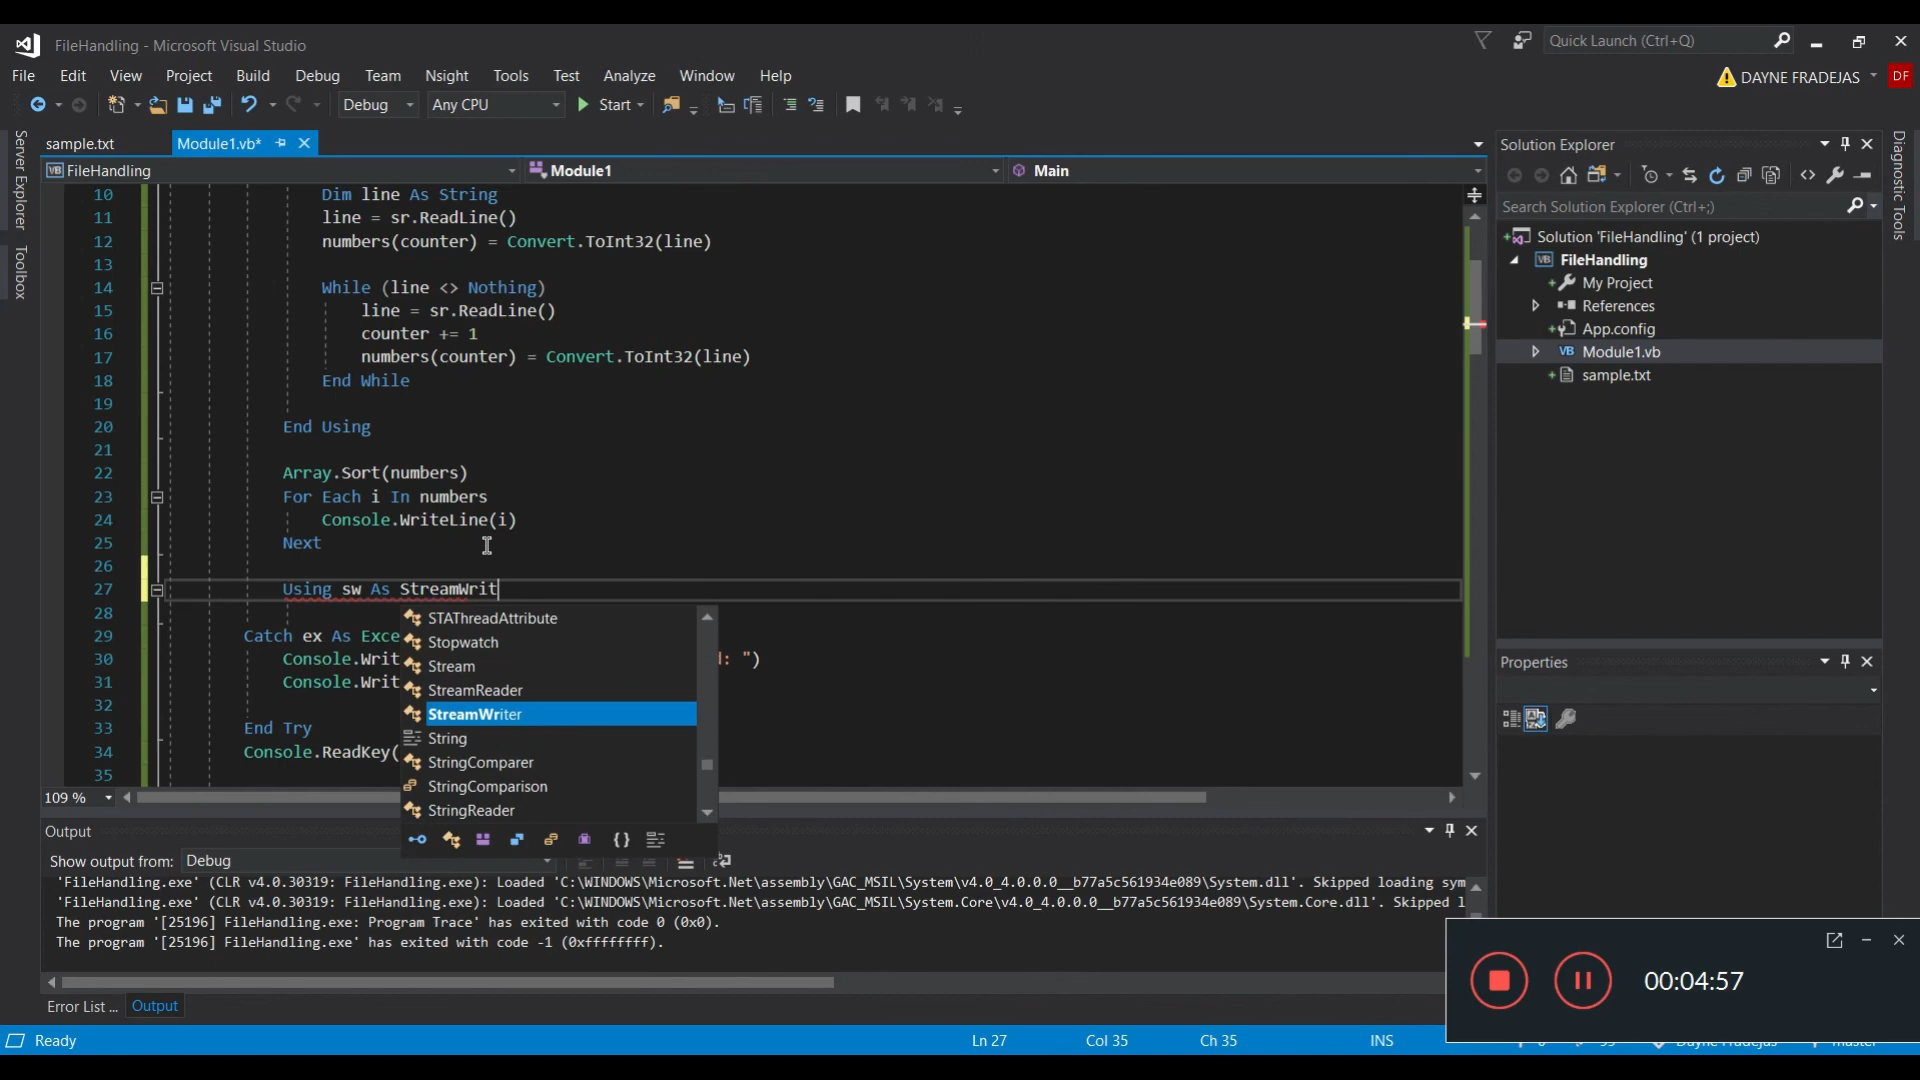 FileHandling - Microsoft Visual Studio
Quick Launch (Ctrl+Q)
File Edit View Project Build Debug Team Nsight Tools Test Analyze Window Help
DAYNE FRADEJAS DF
Debug Any CPU Start
sample.txt Module1.vb*
Server Explorer
Toolbox
VB FileHandling Module1 Main
10 Dim line As String
11 line = sr.ReadLine()
12 numbers(counter) = Convert.ToInt32(line)
13
14 While (line <> Nothing)
15 line = sr.ReadLine()
16 counter += 1
17 numbers(counter) = Convert.ToInt32(line)
18 End While
19
20 End Using
21
22 Array.Sort(numbers)
23 For Each i In numbers
24 Console.WriteLine(i)
25 Next
26
27 Using sw As StreamWrit
28
29 Catch ex As Exce
30 Console.Writ d: ")
31 Console.Writ
32
33 End Try
34 Console.ReadKey(
35
STAThreadAttribute
Stopwatch
Stream
StreamReader
StreamWriter
String
StringComparer
StringComparison
StringReader
109 %
Output
Show output from: Debug
'FileHandling.exe' (CLR v4.0.30319: FileHandling.exe): Loaded 'C:\WINDOWS\Microsoft.Net\assembly\GAC_MSIL\System\v4.0_4.0.0.0__b77a5c561934e089\System.dll'. Skipped loading sym
'FileHandling.exe' (CLR v4.0.30319: FileHandling.exe): Loaded 'C:\WINDOWS\Microsoft.Net\assembly\GAC_MSIL\System.Core\v4.0_4.0.0.0__b77a5c561934e089\System.Core.dll'. Skipped l
The program '[25196] FileHandling.exe: Program Trace' has exited with code 0 (0x0).
The program '[25196] FileHandling.exe' has exited with code -1 (0xffffffff).
Error List ... Output
Ready Ln 27 Col 35 Ch 35 INS
Solution Explorer
Search Solution Explorer (Ctrl+;)
Solution 'FileHandling' (1 project)
VB FileHandling
My Project
References
App.config
VB Module1.vb
sample.txt
Properties
Diagnostic Tools
00:04:57